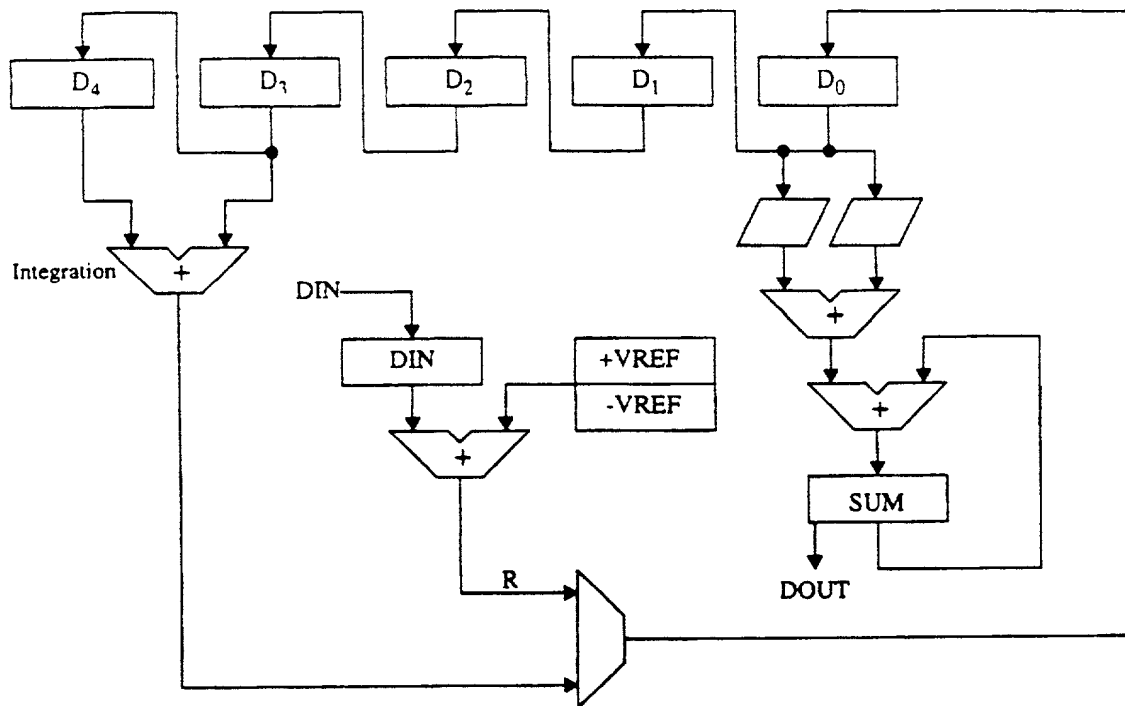 D4 D3 D2 D1 D0
+
Integration
DIN
+
DIN
+VREF
-VREF
+
+
SUM
R
DOUT